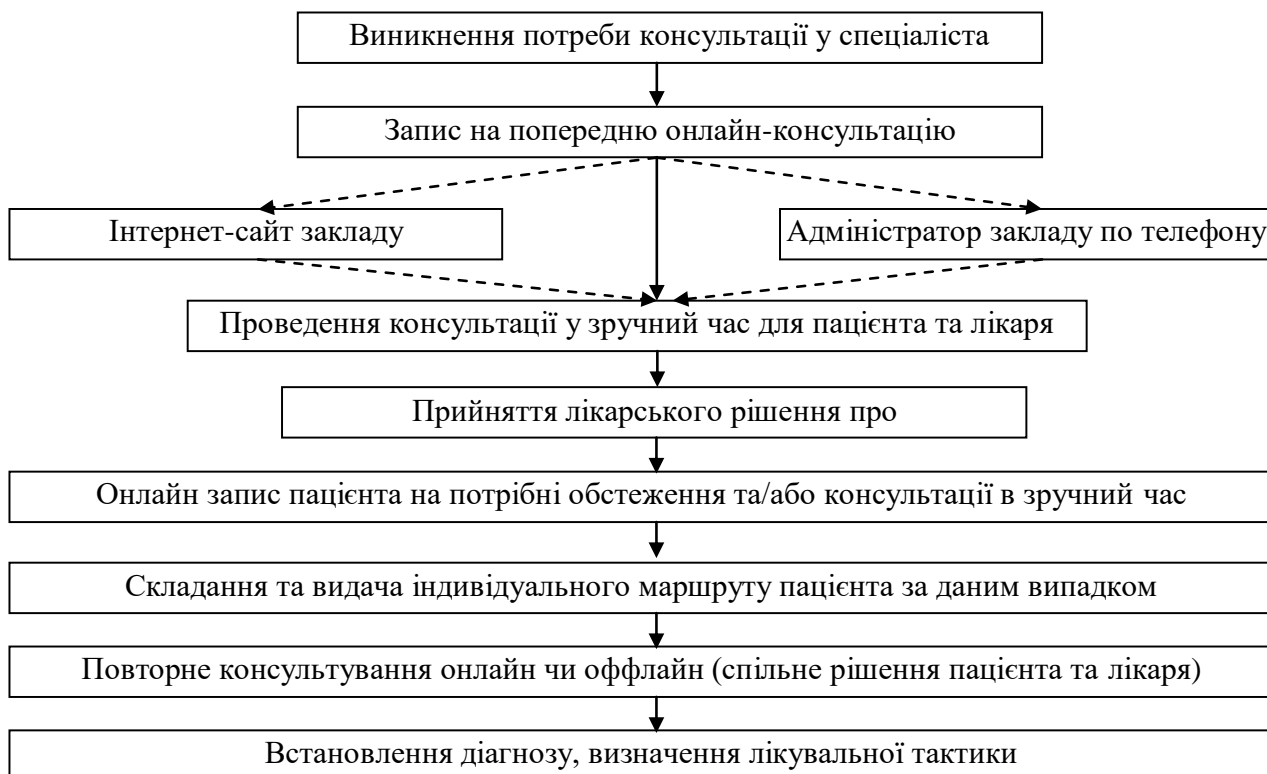 Виникнення потреби консультації у спеціаліста
Запис на попередню онлайн-консультацію
Інтернет-сайт закладу
Адміністратор закладу по телефону
Проведення консультації у зручний час для пацієнта та лікаря
Прийняття лікарського рішення про
Онлайн запис пацієнта на потрібні обстеження та/або консультації в зручний час
Складання та видача індивідуального маршруту пацієнта за даним випадком
Повторне консультування онлайн чи оффлайн (спільне рішення пацієнта та лікаря)
Встановлення діагнозу, визначення лікувальної тактики